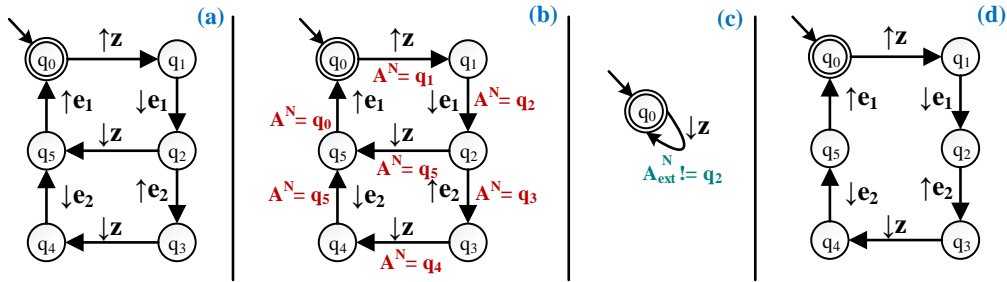 (a)
q0
↑z
q1
↓e1
↑e1
↓z
q5
q2
↓e2
↑e2
↓z
q4
q3
(b)
q0
↑z
q1
A^N= q1
↑e1
↓e1
A^N= q2
A^N= q0
↓z
q5
q2
A^N= q5
A^N= q5
↓e2
↑e2
A^N= q3
↓z
q4
q3
A^N= q4
(c)
q0
↓z
A^N_ext != q2
(d)
q0
↑z
q1
↑e1
↓e1
q5
q2
↓e2
↑e2
↓z
q4
q3